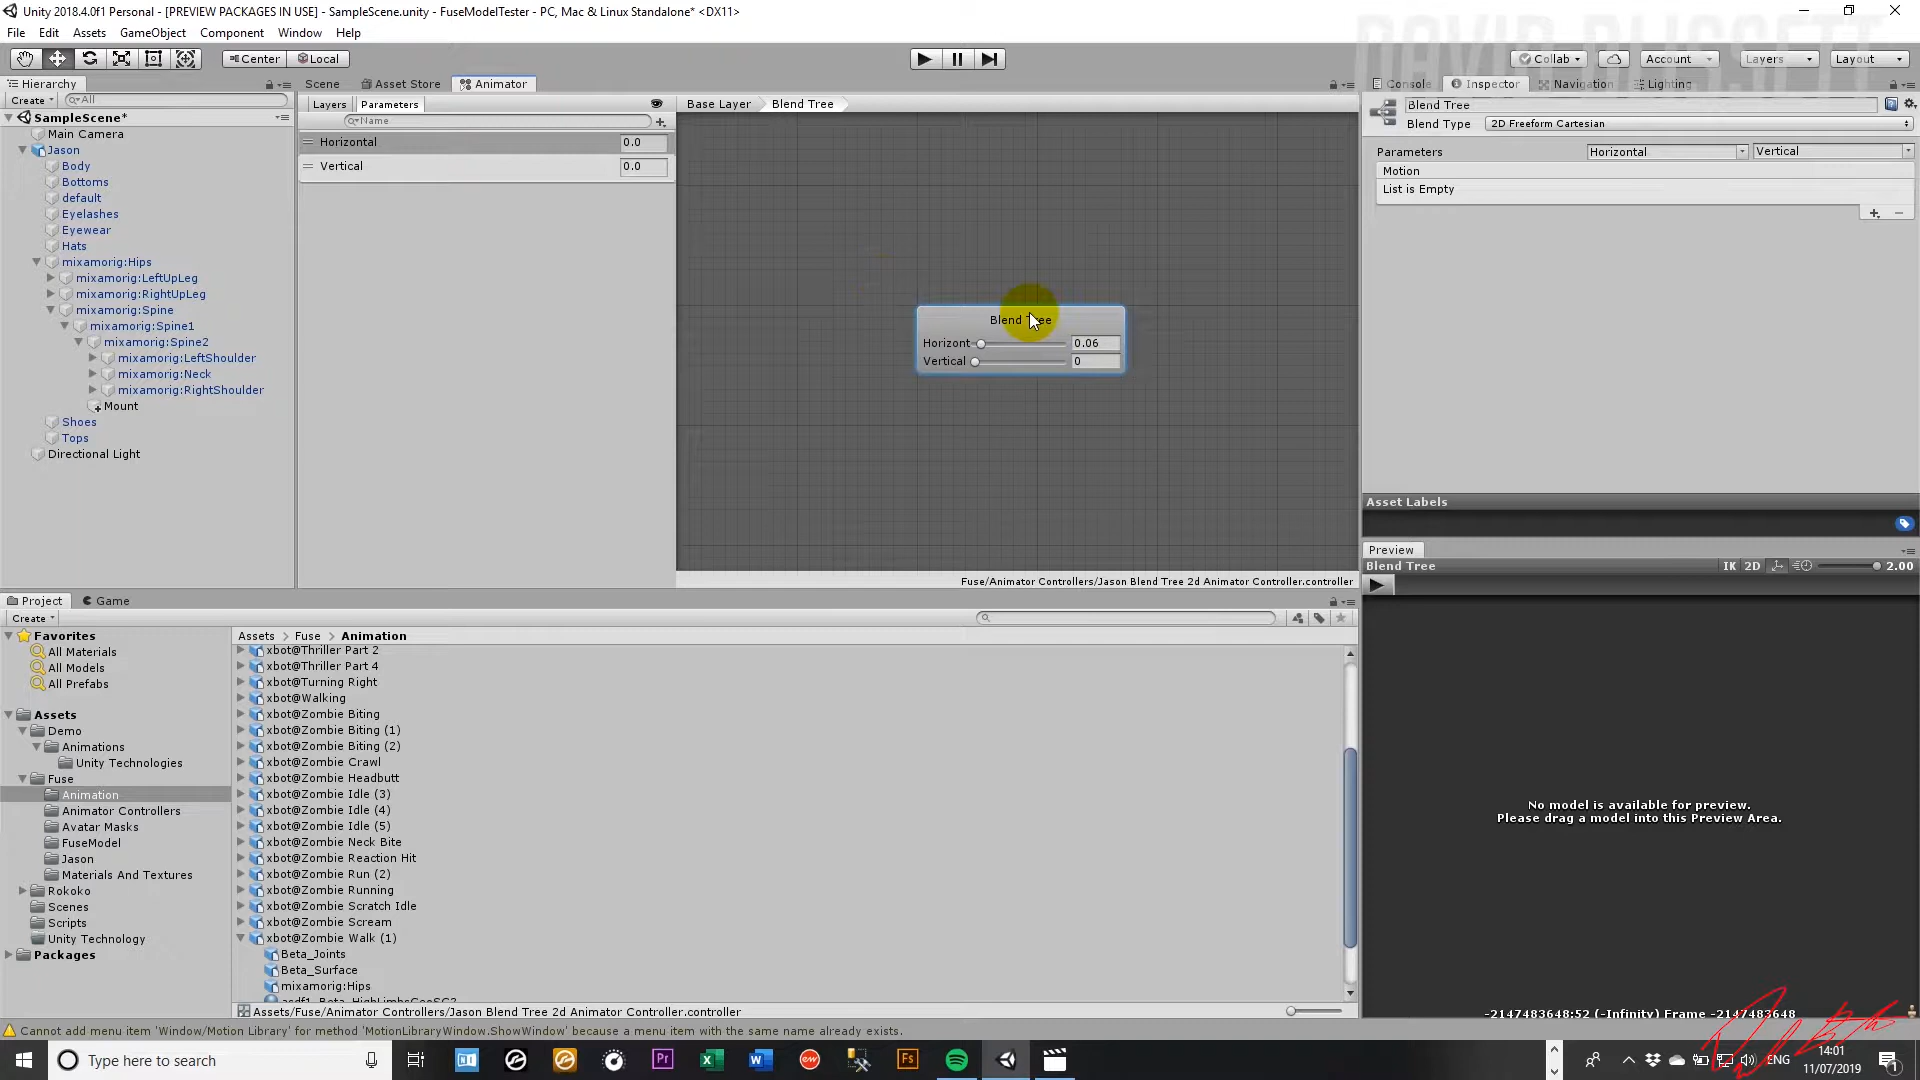 Unity 2018.4.0f1 Personal - [PREVIEW PACKAGES IN USE] - SampleScene.unity - FuseModelTester - PC, Mac & Linux Standalone* <DX11>
DAVID BLISSETT
File Edit Assets GameObject Component Window Help
Center Local Collab Account Layers Layout
Hierarchy Scene Asset Store Animator Console Inspector Navigation Lighting
Create All Layers Parameters Base Layer Blend Tree Blend Tree
Name
Blend Type 2D Freeform Cartesian
SampleScene*
Main Camera
Jason
Body
Bottoms
default
Eyelashes
Eyewear
Hats
mixamorig:Hips
mixamorig:LeftUpLeg
mixamorig:RightUpLeg
mixamorig:Spine
mixamorig:Spine1
mixamorig:Spine2
mixamorig:LeftShoulder
mixamorig:Neck
mixamorig:RightShoulder
Mount
Shoes
Tops
Directional Light
Horizontal 0.0
Vertical 0.0
Blend Tree
Horizont 0.06
Vertical 0
Fuse/Animator Controllers/Jason Blend Tree 2d Animator Controller.controller
Parameters Horizontal Vertical
Motion
List is Empty
Asset Labels
Preview
Blend Tree IK 2D 2.00
No model is available for preview.
Please drag a model into this Preview Area.
-2147483648:52 (-Infinity) Frame -2147483648
Project Game
Create
Favorites
All Materials
All Models
All Prefabs
Assets
Demo
Animations
Unity Technologies
Fuse
Animation
Animator Controllers
Avatar Masks
FuseModel
Jason
Materials And Textures
Rokoko
Scenes
Scripts
Unity Technology
Packages
Assets > Fuse > Animation
xbot@Thriller Part 2
xbot@Thriller Part 4
xbot@Turning Right
xbot@Walking
xbot@Zombie Biting
xbot@Zombie Biting (1)
xbot@Zombie Biting (2)
xbot@Zombie Crawl
xbot@Zombie Headbutt
xbot@Zombie Idle (3)
xbot@Zombie Idle (4)
xbot@Zombie Idle (5)
xbot@Zombie Neck Bite
xbot@Zombie Reaction Hit
xbot@Zombie Run (2)
xbot@Zombie Running
xbot@Zombie Scratch Idle
xbot@Zombie Scream
xbot@Zombie Walk (1)
Beta_Joints
Beta_Surface
mixamorig:Hips
asdf1_Beta_HighLimbsGeoSG2
Assets/Fuse/Animator Controllers/Jason Blend Tree 2d Animator Controller.controller
Cannot add menu item 'Window/Motion Library' for method 'MotionLibraryWindow.ShowWindow' because a menu item with the same name already exists.
Type here to search
Pr
Fs
ENG
14:01
11/07/2019
1